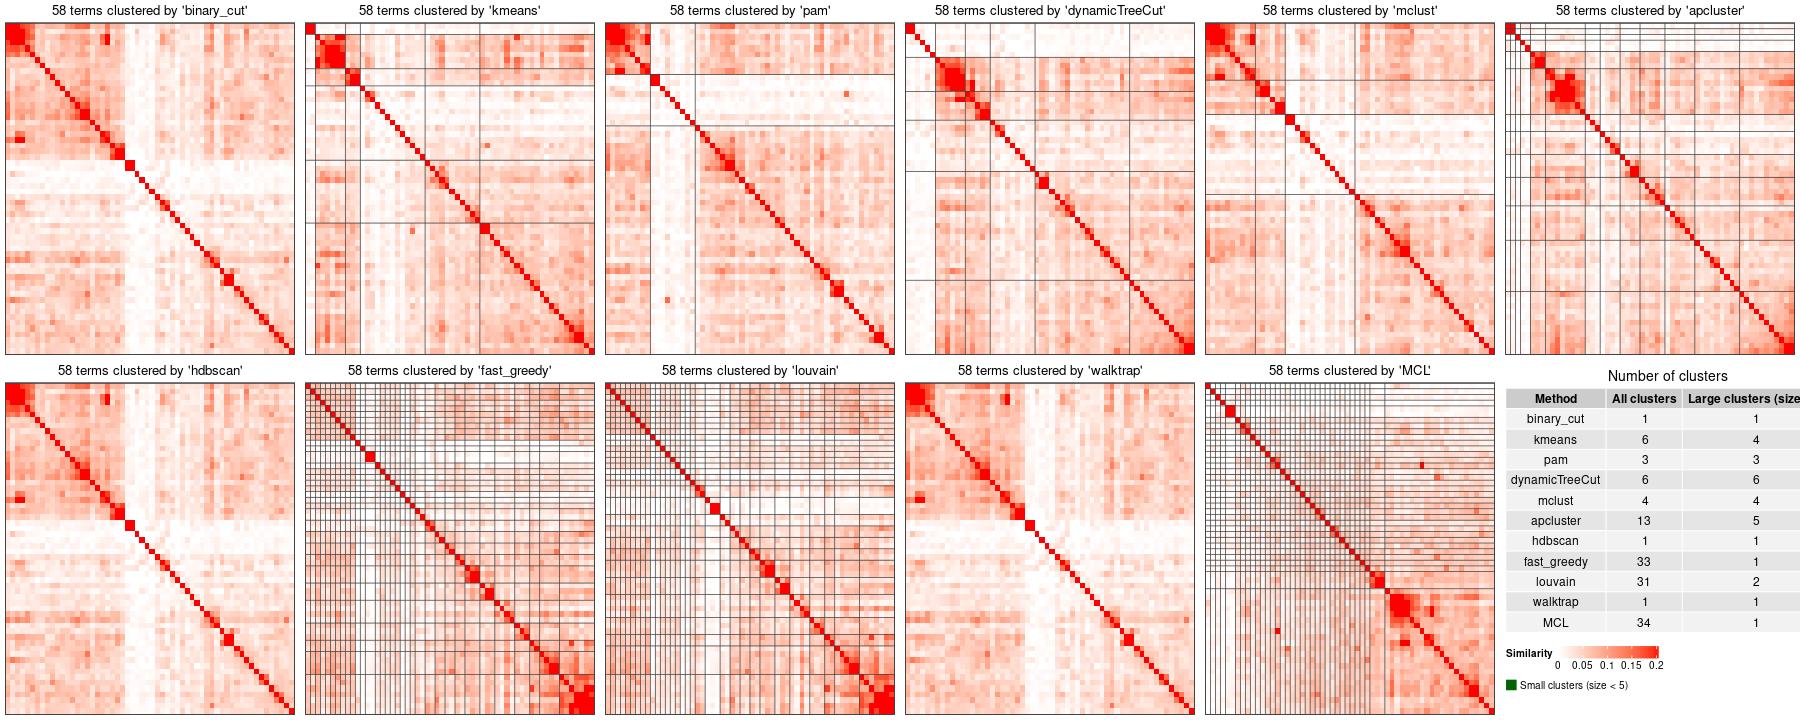 58 terms clustered by 'binary_cut'
58 terms clustered by 'kmeans'
58 terms clustered by 'pam'
58 terms clustered by 'dynamicTreeCut'
58 terms clustered by 'mclust'
58 terms clustered by 'apcluster'
58 terms clustered by 'hdbscan'
58 terms clustered by 'fast_greedy'
58 terms clustered by 'louvain'
58 terms clustered by 'walktrap'
58 terms clustered by 'MCL'
Number of clusters
Method All clusters Large clusters (size
binary_cut 1 1
kmeans 6 4
pam 3 3
dynamicTreeCut 6 6
mclust 4 4
apcluster 13 5
hdbscan 1 1
fast_greedy 33 1
louvain 31 2
walktrap 1 1
MCL 34 1
Similarity
0 0.05 0.1 0.15 0.2
Small clusters (size < 5)